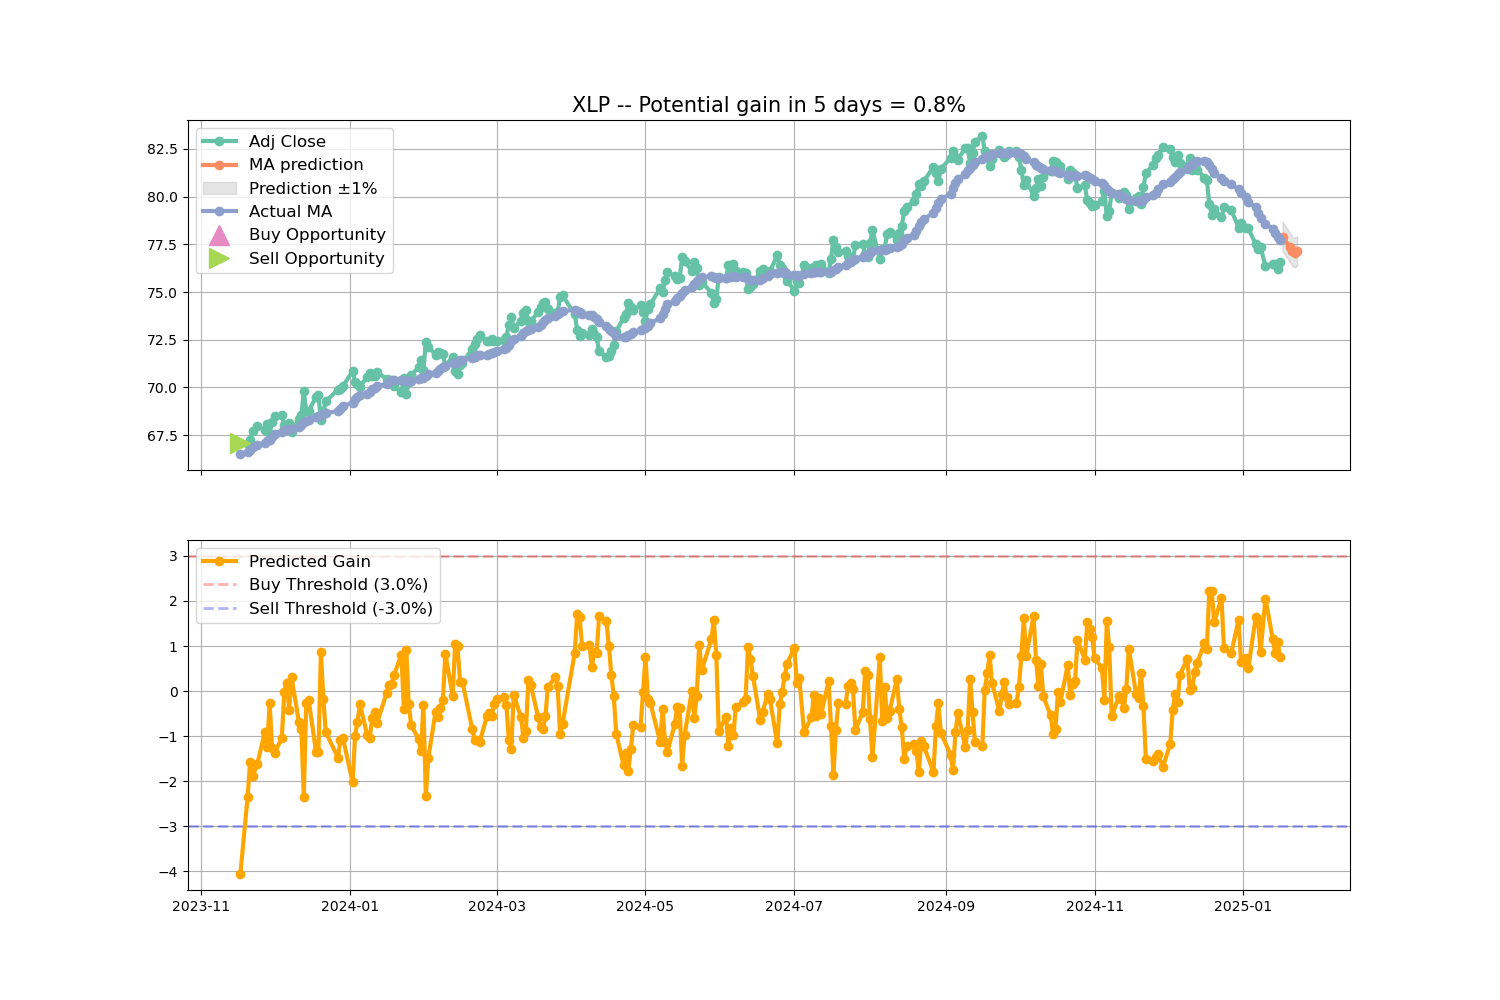 XLP -- Potential gain in 5 days = 0.8%
82.5
80.0
77.5
75.0
72.5
70.0
67.5
Adj Close
MA prediction
Prediction ±1%
Actual MA
Buy Opportunity
Sell Opportunity
3
2
1
0
−1
−2
−3
−4
Predicted Gain
Buy Threshold (3.0%)
Sell Threshold (-3.0%)
2023-11
2024-01
2024-03
2024-05
2024-07
2024-09
2024-11
2025-01